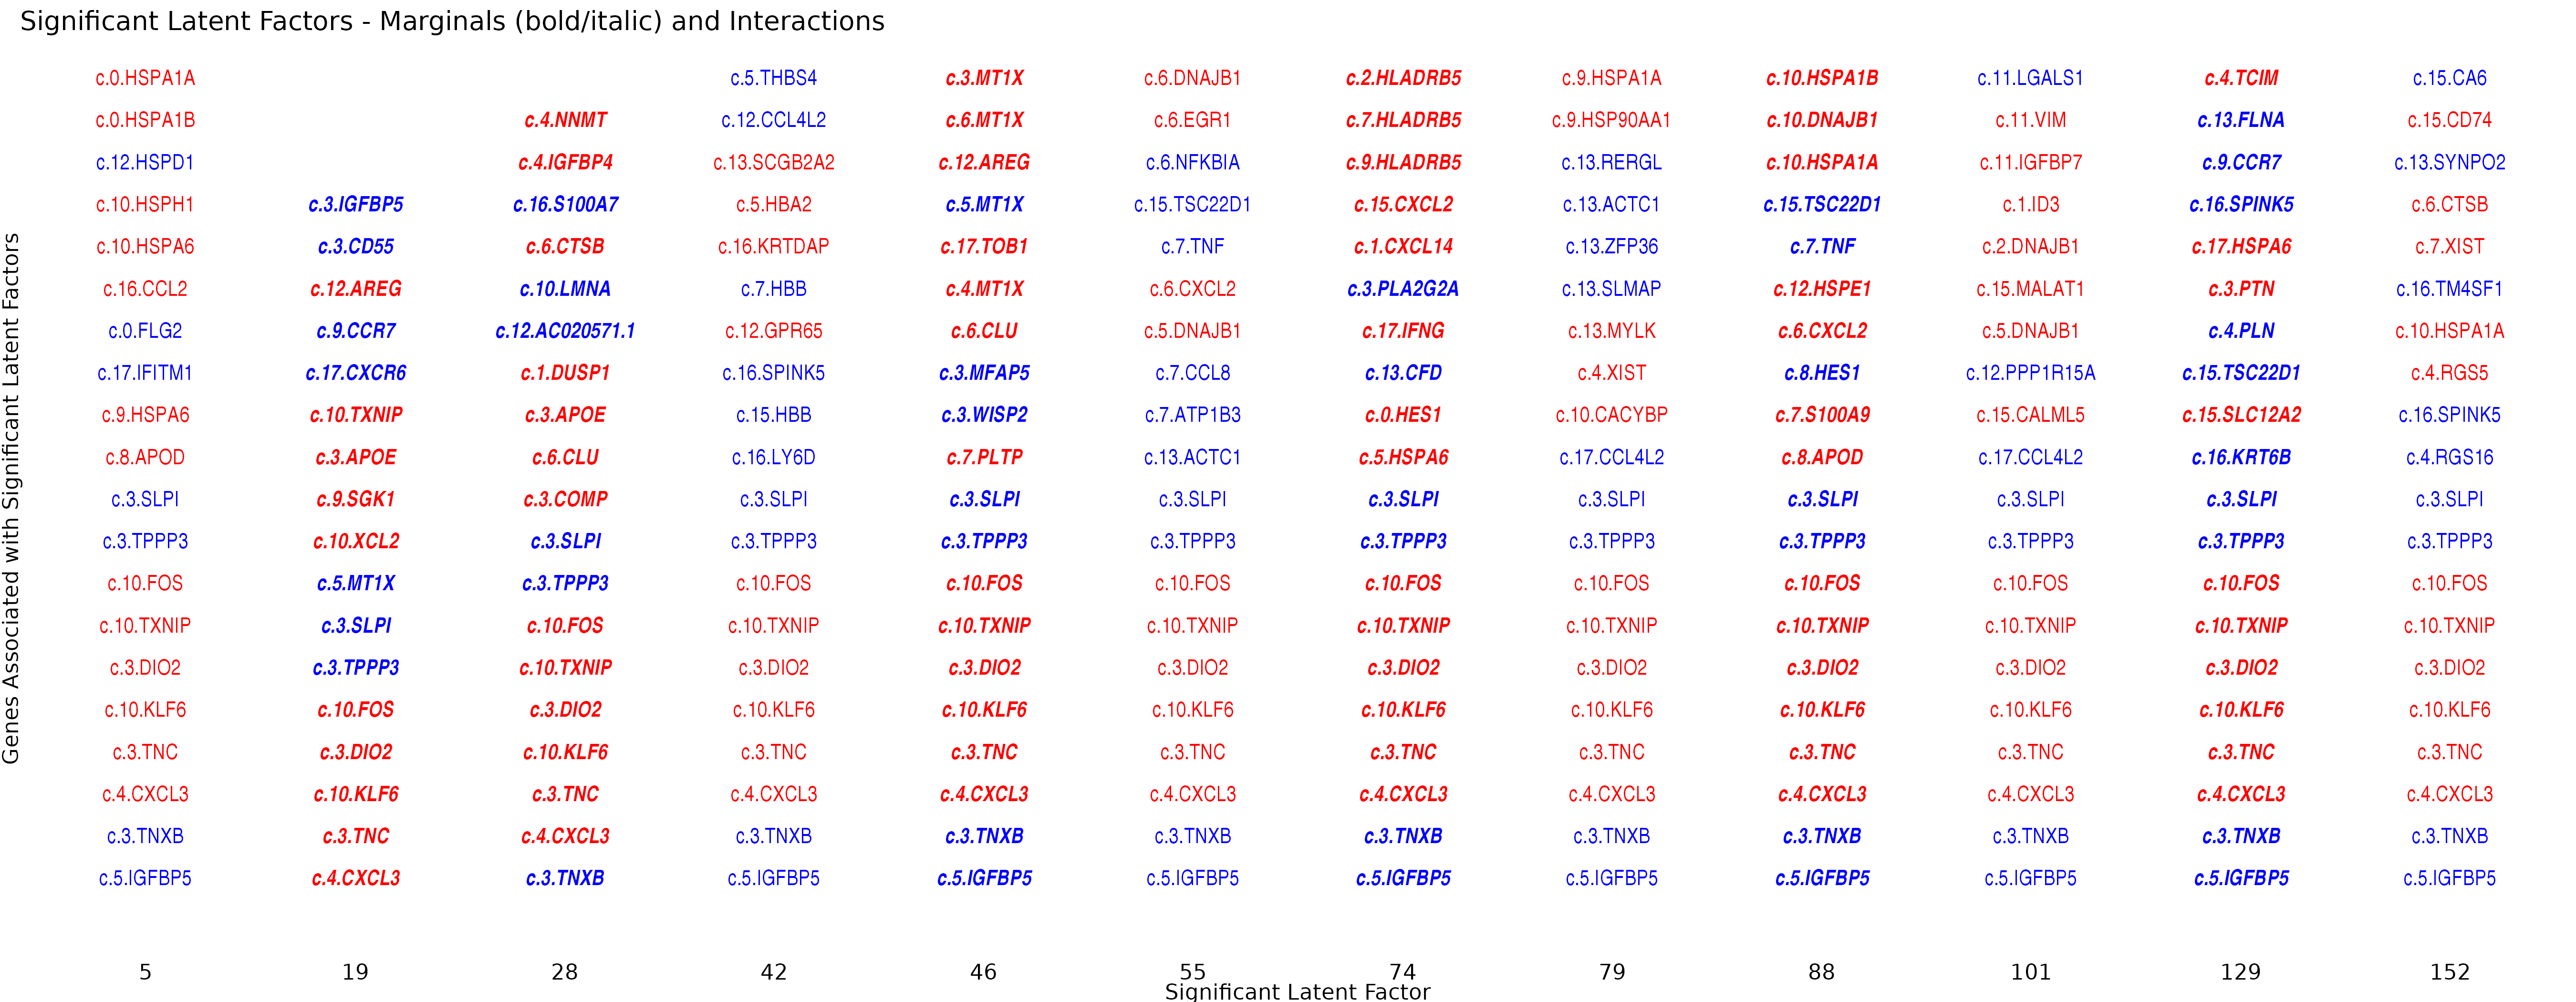 Significant Latent Factors - Marginals (bold/italic) and Interactions
Genes Associated with Significant Latent Factors
c.0.HSPA1A c.5.THBS4 c.3.MT1X c.6.DNAJB1 c.2.HLADRB5 c.9.HSPA1A c.10.HSPA1B c.11.LGALS1 c.4.TCIM c.15.CA6
c.0.HSPA1B c.4.NNMT c.12.CCL4L2 c.6.MT1X c.6.EGR1 c.7.HLADRB5 c.9.HSP90AA1 c.10.DNAJB1 c.11.VIM c.13.FLNA c.15.CD74
c.12.HSPD1 c.4.IGFBP4 c.13.SCGB2A2 c.12.AREG c.6.NFKBIA c.9.HLADRB5 c.13.RERGL c.10.HSPA1A c.11.IGFBP7 c.9.CCR7 c.13.SYNPO2
c.10.HSPH1 c.3.IGFBP5 c.16.S100A7 c.5.HBA2 c.5.MT1X c.15.TSC22D1 c.15.CXCL2 c.13.ACTC1 c.15.TSC22D1 c.1.ID3 c.16.SPINK5 c.6.CTSB
c.10.HSPA6 c.3.CD55 c.6.CTSB c.16.KRTDAP c.17.TOB1 c.7.TNF c.1.CXCL14 c.13.ZFP36 c.7.TNF c.2.DNAJB1 c.17.HSPA6 c.7.XIST
c.16.CCL2 c.12.AREG c.10.LMNA c.7.HBB c.4.MT1X c.6.CXCL2 c.3.PLA2G2A c.13.SLMAP c.12.HSPE1 c.15.MALAT1 c.3.PTN c.16.TM4SF1
c.0.FLG2 c.9.CCR7 c.12.AC020571.1 c.12.GPR65 c.6.CLU c.5.DNAJB1 c.17.IFNG c.13.MYLK c.6.CXCL2 c.5.DNAJB1 c.4.PLN c.10.HSPA1A
c.17.IFITM1 c.17.CXCR6 c.1.DUSP1 c.16.SPINK5 c.3.MFAP5 c.7.CCL8 c.13.CFD c.4.XIST c.8.HES1 c.12.PPP1R15A c.15.TSC22D1 c.4.RGS5
c.9.HSPA6 c.10.TXNIP c.3.APOE c.15.HBB c.3.WISP2 c.7.ATP1B3 c.0.HES1 c.10.CACYBP c.7.S100A9 c.15.CALML5 c.15.SLC12A2 c.16.SPINK5
c.8.APOD c.3.APOE c.6.CLU c.16.LY6D c.7.PLTP c.13.ACTC1 c.5.HSPA6 c.17.CCL4L2 c.8.APOD c.17.CCL4L2 c.16.KRT6B c.4.RGS16
c.3.SLPI c.9.SGK1 c.3.COMP c.3.SLPI c.3.SLPI c.3.SLPI c.3.SLPI c.3.SLPI c.3.SLPI c.3.SLPI c.3.SLPI c.3.SLPI
c.3.TPPP3 c.10.XCL2 c.3.SLPI c.3.TPPP3 c.3.TPPP3 c.3.TPPP3 c.3.TPPP3 c.3.TPPP3 c.3.TPPP3 c.3.TPPP3 c.3.TPPP3 c.3.TPPP3
c.10.FOS c.5.MT1X c.3.TPPP3 c.10.FOS c.10.FOS c.10.FOS c.10.FOS c.10.FOS c.10.FOS c.10.FOS c.10.FOS c.10.FOS
c.10.TXNIP c.3.SLPI c.10.FOS c.10.TXNIP c.10.TXNIP c.10.TXNIP c.10.TXNIP c.10.TXNIP c.10.TXNIP c.10.TXNIP c.10.TXNIP c.10.TXNIP
c.3.DIO2 c.3.TPPP3 c.10.TXNIP c.3.DIO2 c.3.DIO2 c.3.DIO2 c.3.DIO2 c.3.DIO2 c.3.DIO2 c.3.DIO2 c.3.DIO2 c.3.DIO2
c.10.KLF6 c.10.FOS c.3.DIO2 c.10.KLF6 c.10.KLF6 c.10.KLF6 c.10.KLF6 c.10.KLF6 c.10.KLF6 c.10.KLF6 c.10.KLF6 c.10.KLF6
c.3.TNC c.3.DIO2 c.10.KLF6 c.3.TNC c.3.TNC c.3.TNC c.3.TNC c.3.TNC c.3.TNC c.3.TNC c.3.TNC c.3.TNC
c.4.CXCL3 c.10.KLF6 c.3.TNC c.4.CXCL3 c.4.CXCL3 c.4.CXCL3 c.4.CXCL3 c.4.CXCL3 c.4.CXCL3 c.4.CXCL3 c.4.CXCL3 c.4.CXCL3
c.3.TNXB c.3.TNC c.4.CXCL3 c.3.TNXB c.3.TNXB c.3.TNXB c.3.TNXB c.3.TNXB c.3.TNXB c.3.TNXB c.3.TNXB c.3.TNXB
c.5.IGFBP5 c.4.CXCL3 c.3.TNXB c.5.IGFBP5 c.5.IGFBP5 c.5.IGFBP5 c.5.IGFBP5 c.5.IGFBP5 c.5.IGFBP5 c.5.IGFBP5 c.5.IGFBP5 c.5.IGFBP5
5 19 28 42 46 55 74 79 88 101 129 152
Significant Latent Factor